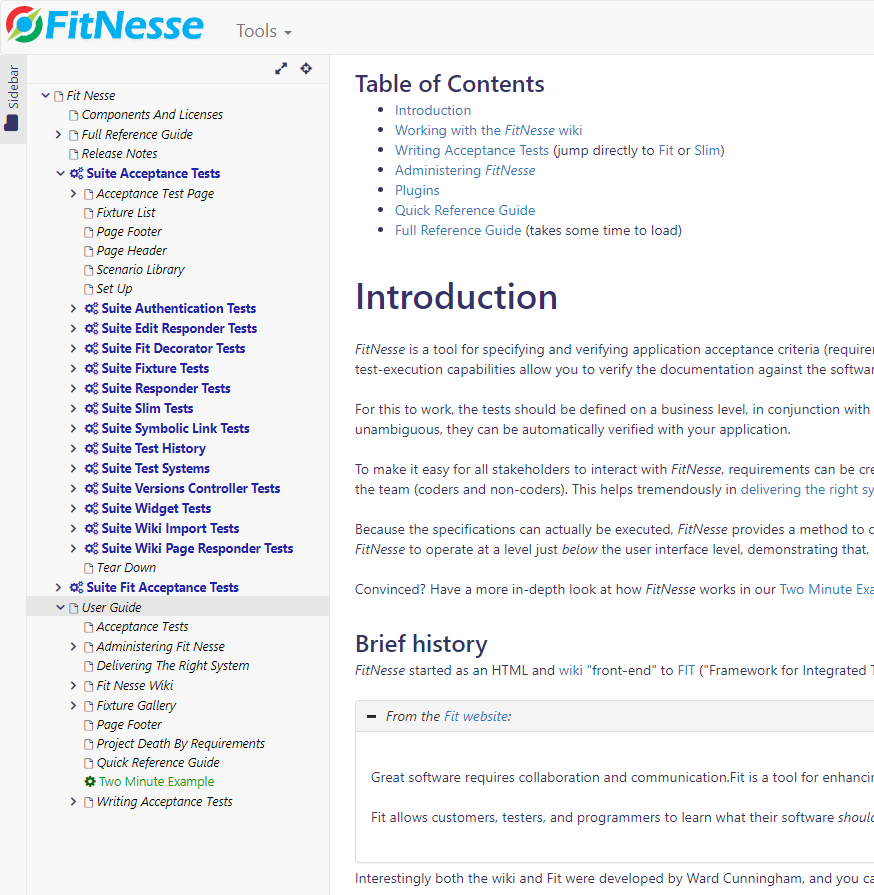 FitNesse
Tools
Sidebar
Fit Nesse
Components And Licenses
Full Reference Guide
Release Notes
Suite Acceptance Tests
Acceptance Test Page
Fixture List
Page Footer
Page Header
Scenario Library
Set Up
Suite Authentication Tests
Suite Edit Responder Tests
Suite Fit Decorator Tests
Suite Fixture Tests
Suite Responder Tests
Suite Slim Tests
Suite Symbolic Link Tests
Suite Test History
Suite Test Systems
Suite Versions Controller Tests
Suite Widget Tests
Suite Wiki Import Tests
Suite Wiki Page Responder Tests
Tear Down
Suite Fit Acceptance Tests
User Guide
Acceptance Tests
Administering Fit Nesse
Delivering The Right System
Fit Nesse Wiki
Fixture Gallery
Page Footer
Project Death By Requirements
Quick Reference Guide
Two Minute Example
Writing Acceptance Tests
Table of Contents
Introduction
Working with the FitNesse wiki
Writing Acceptance Tests (jump directly to Fit or Slim)
Administering FitNesse
Plugins
Quick Reference Guide
Full Reference Guide (takes some time to load)
Introduction
FitNesse is a tool for specifying and verifying application acceptance criteria (requirem
test-execution capabilities allow you to verify the documentation against the softwar
For this to work, the tests should be defined on a business level, in conjunction with
unambiguous, they can be automatically verified with your application.
To make it easy for all stakeholders to interact with FitNesse, requirements can be cre
the team (coders and non-coders). This helps tremendously in delivering the right sy
Because the specifications can actually be executed, FitNesse provides a method to
FitNesse to operate at a level just below the user interface level, demonstrating that,
Convinced? Have a more in-depth look at how FitNesse works in our Two Minute Exa
Brief history
FitNesse started as an HTML and wiki "front-end" to FIT ("Framework for Integrated T
From the Fit website:
Great software requires collaboration and communication.Fit is a tool for enhancin
Fit allows customers, testers, and programmers to learn what their software should
Interestingly both the wiki and Fit were developed by Ward Cunningham, and you ca